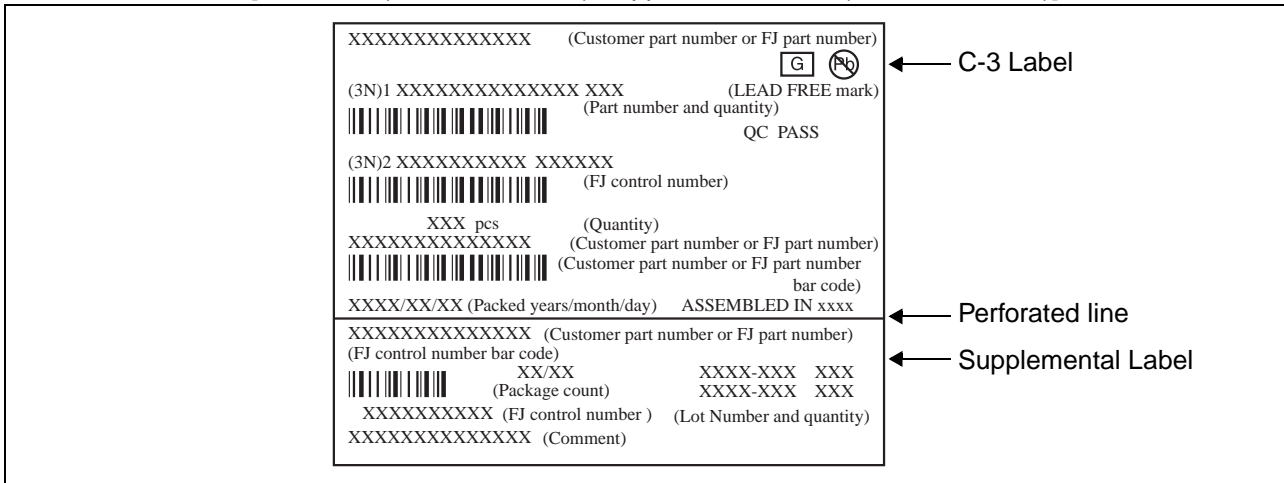 XXXXXXXXXXXXXX (Customer part number or FJ part number)
G Pb
C-3 Label
(3N)1 XXXXXXXXXXXXXX XXX (LEAD FREE mark)
(Part number and quantity)
QC PASS
(3N)2 XXXXXXXXXX XXXXXX
(FJ control number)
XXX pcs (Quantity)
XXXXXXXXXXXXXX (Customer part number or FJ part number)
(Customer part number or FJ part number
bar code)
XXXX/XX/XX (Packed years/month/day) ASSEMBLED IN xxxx
Perforated line
XXXXXXXXXXXXXX (Customer part number or FJ part number)
(FJ control number bar code)
Supplemental Label
XX/XX XXXX-XXX XXX
(Package count) XXXX-XXX XXX
XXXXXXXXXX (FJ control number ) (Lot Number and quantity)
XXXXXXXXXXXXXX (Comment)